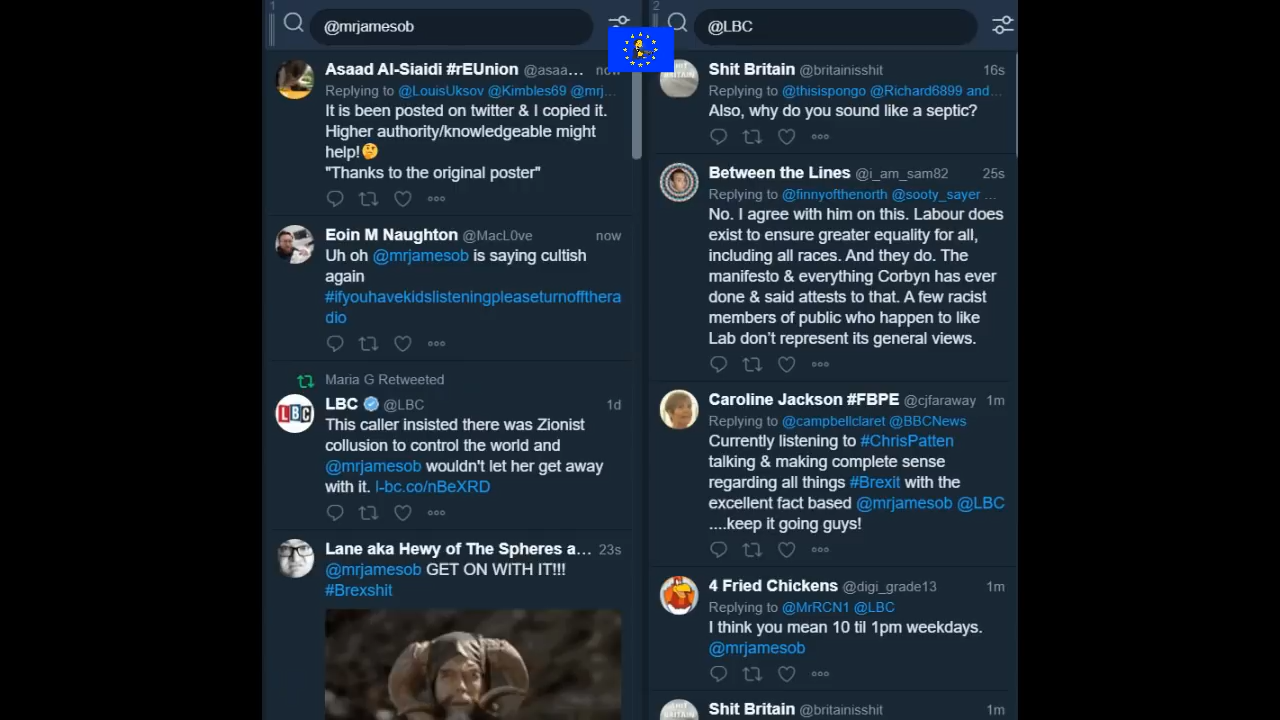 1
@mrjamesob
Asaad Al-Siaidi #rEUnion @asaa... now
Replying to @LouisUksov @Kimbles69 @mrj...
It is been posted on twitter & I copied it.
Higher authority/knowledgeable might
help!🤔
"Thanks to the original poster"
Eoin M Naughton @MacL0ve now
Uh oh @mrjamesob is saying cultish
again
#ifyouhavekidslisteningpleaseturnoffthera
dio
Maria G Retweeted
LBC @LBC 1d
LBC
This caller insisted there was Zionist
collusion to control the world and
@mrjamesob wouldn't let her get away
with it. l-bc.co/nBeXRD
Lane aka Hewy of The Spheres a... 23s
@mrjamesob GET ON WITH IT!!!
#Brexshit
2
@LBC
Shit Britain @britainisshit 16s
BRITAIN
Replying to @thisispongo @Richard6899 and...
Also, why do you sound like a septic?
Between the Lines @i_am_sam82 25s
Replying to @finnyofthenorth @sooty_sayer ...
No. I agree with him on this. Labour does
exist to ensure greater equality for all,
including all races. And they do. The
manifesto & everything Corbyn has ever
done & said attests to that. A few racist
members of public who happen to like
Lab don’t represent its general views.
Caroline Jackson #FBPE @cjfaraway 1m
Replying to @campbellclaret @BBCNews
Currently listening to #ChrisPatten
talking & making complete sense
regarding all things #Brexit with the
excellent fact based @mrjamesob @LBC
....keep it going guys!
4 Fried Chickens @digi_grade13 1m
Replying to @MrRCN1 @LBC
I think you mean 10 til 1pm weekdays.
@mrjamesob
Shit Britain @britainisshit 1m
SHIT
BRITAIN